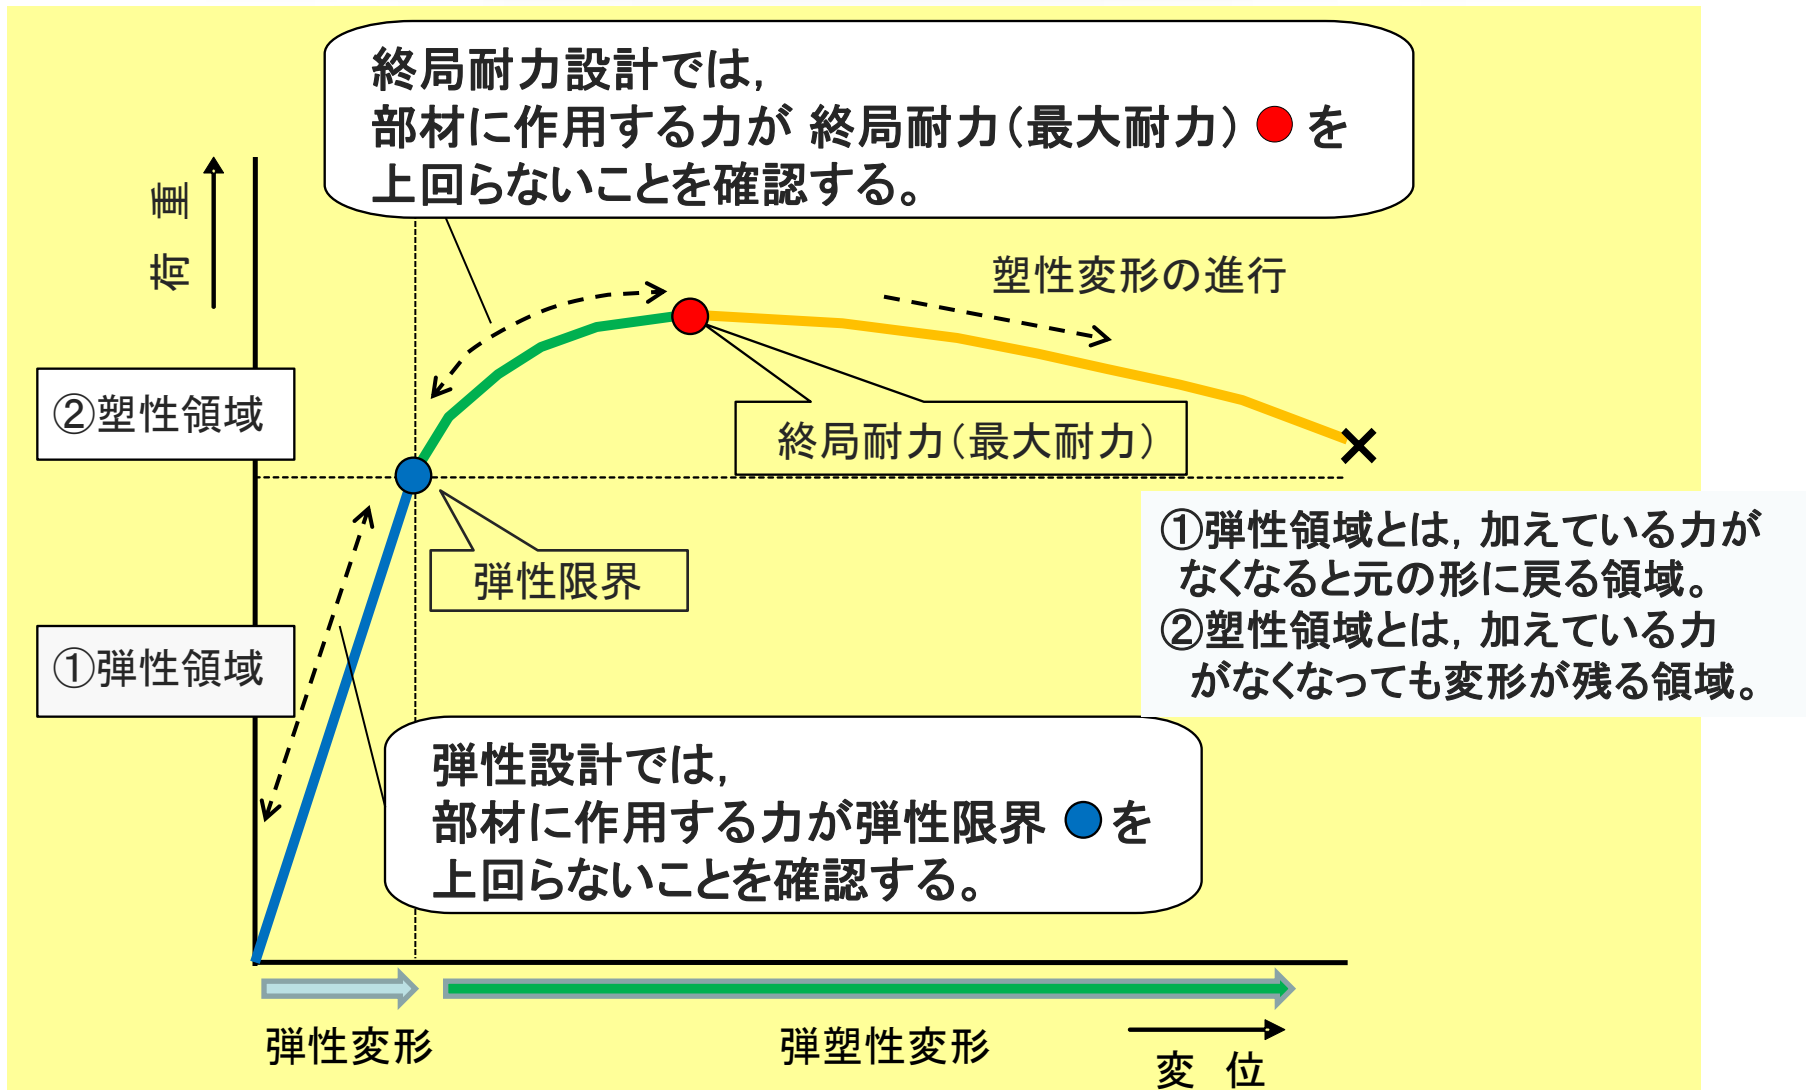 終局耐力設計では，
部材に作用する力が 終局耐力（最大耐力） を
上回らないことを確認する。
荷 重
塑性変形の進行
②塑性領域
終局耐力（最大耐力）
弾性限界
①弾性領域とは，加えている力が
なくなると元の形に戻る領域。
②塑性領域とは，加えている力
がなくなっても変形が残る領域。
①弾性領域
弾性設計では，
部材に作用する力が弾性限界 を
上回らないことを確認する。
弾性変形
弾塑性変形
変 位